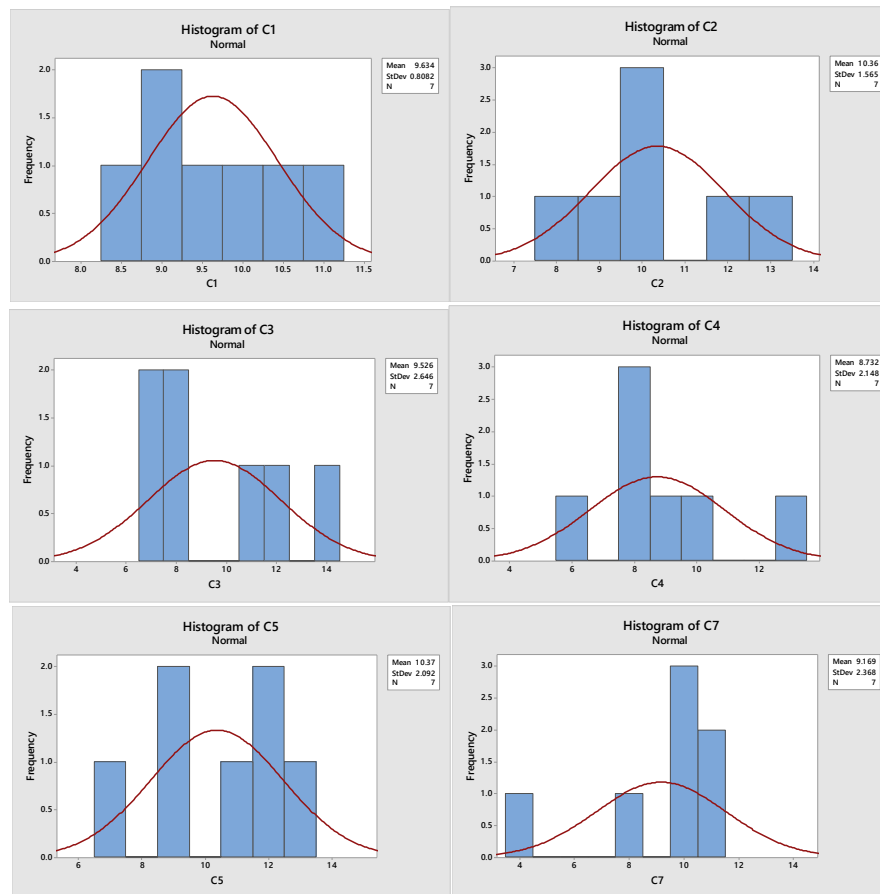 Histogram of C1
Normal
Mean 9.634
StDev 0.8082
N 7
2.0
1.5
1.0
0.5
0.0
Frequency
8.0 8.5 9.0 9.5 10.0 10.5 11.0 11.5
C1
Histogram of C2
Normal
Mean 10.36
StDev 1.565
N 7
3.0
2.5
2.0
1.5
1.0
0.5
0.0
Frequency
7 8 9 10 11 12 13 14
C2
Histogram of C3
Normal
Mean 9.526
StDev 2.646
N 7
2.0
1.5
1.0
0.5
0.0
Frequency
4 6 8 10 12 14
C3
Histogram of C4
Normal
Mean 8.732
StDev 2.148
N 7
3.0
2.5
2.0
1.5
1.0
0.5
0.0
Frequency
4 6 8 10 12
C4
Histogram of C5
Normal
Mean 10.37
StDev 2.092
N 7
2.0
1.5
1.0
0.5
0.0
Frequency
6 8 10 12 14
C5
Histogram of C7
Normal
Mean 9.169
StDev 2.368
N 7
3.0
2.5
2.0
1.5
1.0
0.5
0.0
Frequency
4 6 8 10 12 14
C7